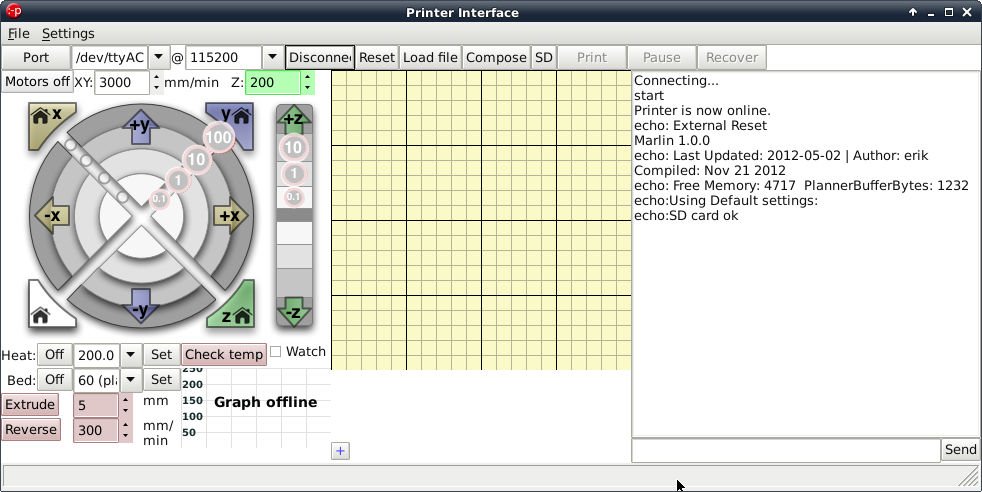 :-p
Printer Interface
File Settings
Port /dev/ttyAC @ 115200 Disconnec Reset Load file Compose SD Print Pause Recover
Motors off XY: 3000 mm/min Z: 200
x
+y
y
100
10
1
0.1
-x
+x
-y
z
+z
10
1
0.1
-z
Heat: Off 200.0 Set Check temp Watch
Bed: Off 60 (pla Set
Extrude 5 mm
Reverse 300 mm/
min
250
200
150
100
50
Graph offline
+
Connecting...
start
Printer is now online.
echo: External Reset
Marlin 1.0.0
echo: Last Updated: 2012-05-02 | Author: erik
Compiled: Nov 21 2012
echo: Free Memory: 4717  PlannerBufferBytes: 1232
echo:Using Default settings:
echo:SD card ok
Send